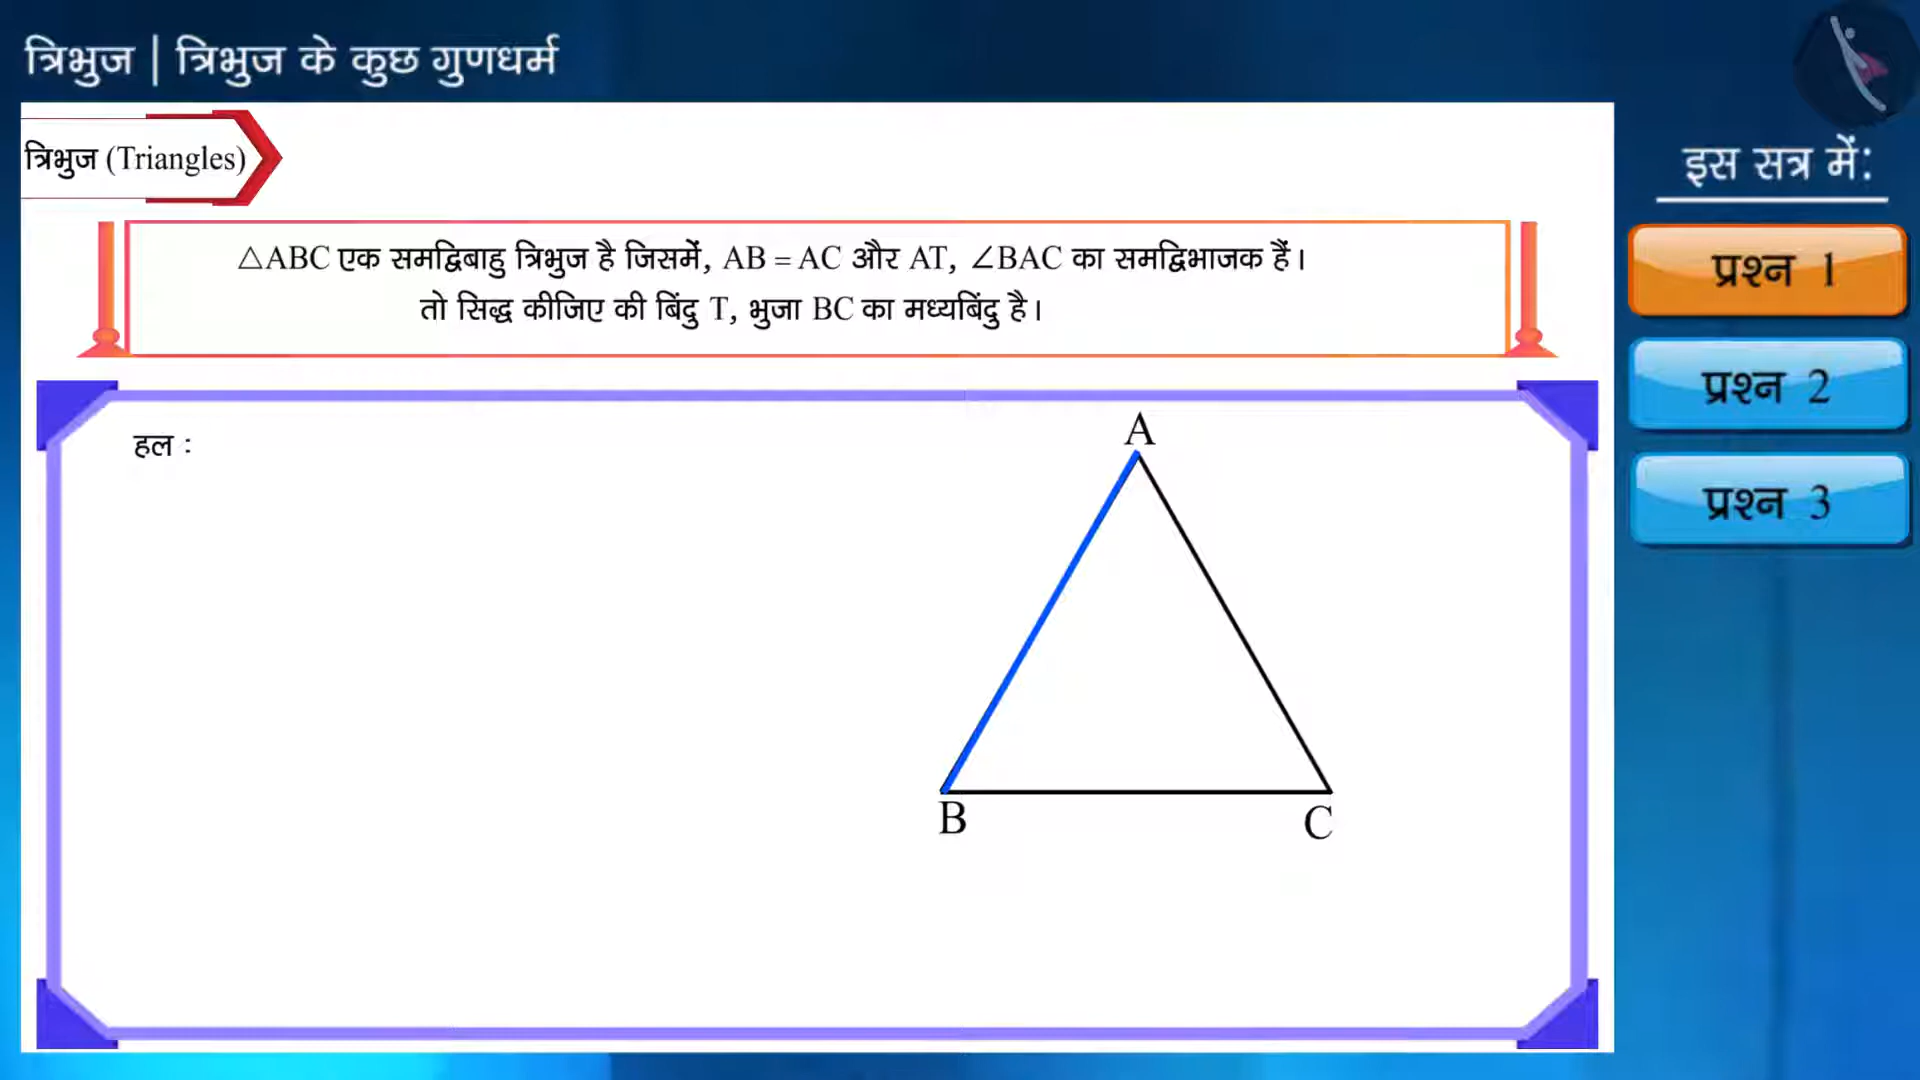 त्रिभुज | त्रिभुज के कुछ गुणधर्म
त्रिभुज (Triangles)
△ABC एक समद्विबाहु त्रिभुज है जिसमें, AB = AC और AT, ∠BAC का समद्विभाजक हैं।
तो सिद्ध कीजिए की बिंदु T, भुजा BC का मध्यबिंदु है।
हल :
A
B
C
इस सत्र में:
प्रश्न 1
प्रश्न 2
प्रश्न 3